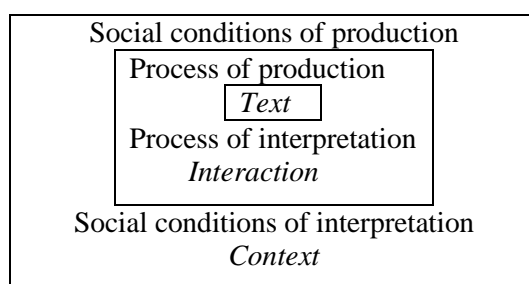 Social conditions of production
Process of production
Text
Process of interpretation
Interaction
Social conditions of interpretation
Context